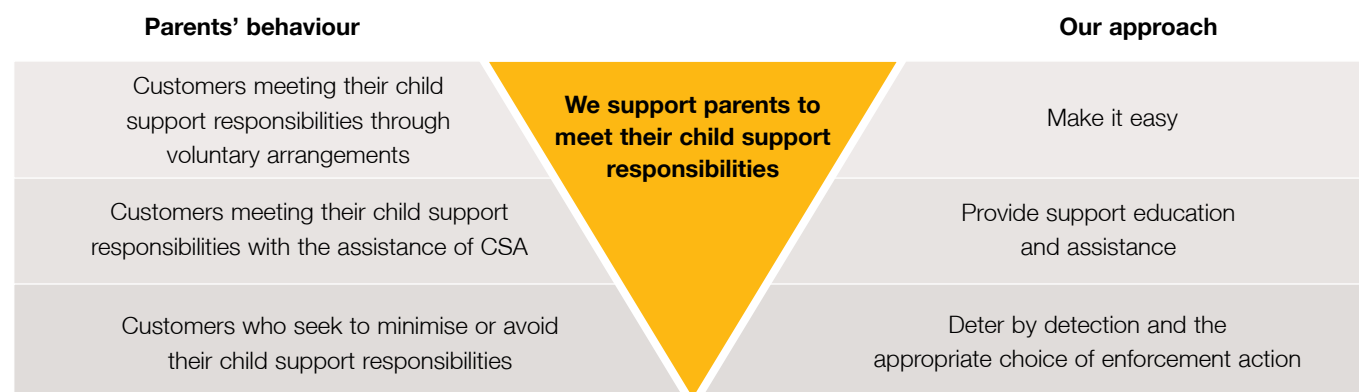 Parents’ behaviour
Our approach
Customers meeting their child
support responsibilities through
voluntary arrangements
We support parents to
meet their child support
responsibilities
Make it easy
Customers meeting their child support
responsibilities with the assistance of CSA
Provide support education
and assistance
Customers who seek to minimise or avoid
their child support responsibilities
Deter by detection and the
appropriate choice of enforcement action